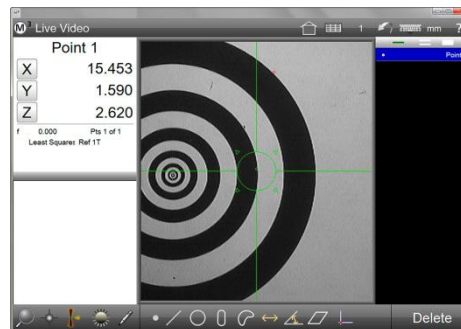 M3 Live Video
1 mm ?
Point 1
X 15.453
Y 1.590
Z 2.620
f 0.000 Pts 1 of 1
Least Squares Ref 1T
Point
Delete